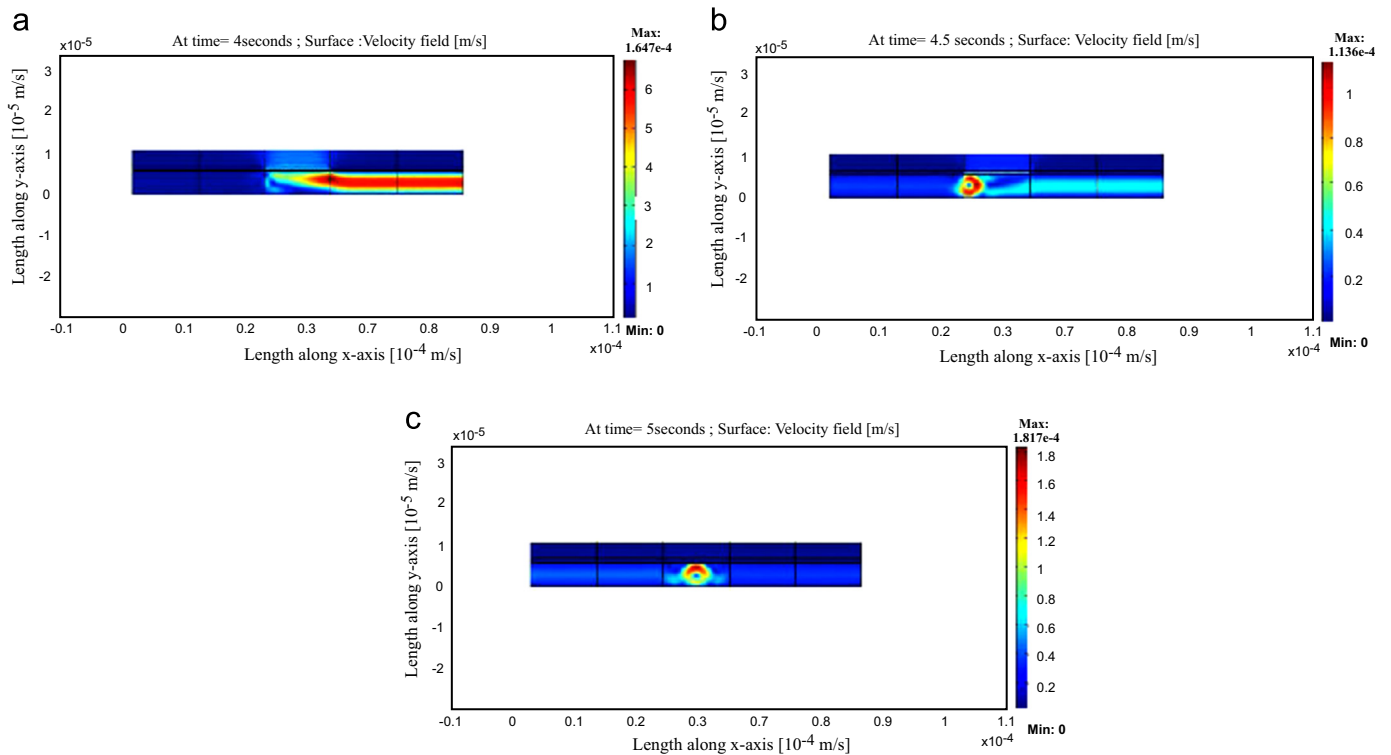 a
At time= 4seconds ; Surface :Velocity field [m/s]
Max:
1.647e-4
x10-5
3
2
1
0
-1
-2
Length along y-axis [10-5 m/s]
6
5
4
3
2
1
Min: 0
-0.1 0 0.1 0.2 0.3 0.7 0.8 1 1.1
x10-4
Length along x-axis [10-4 m/s]
b
At time= 4.5 seconds ; Surface: Velocity field [m/s]
Max:
1.136e-4
x10-5
3
2
1
0
-1
-2
Length along y-axis [10-5 m/s]
1
0.8
0.6
0.4
0.2
Min: 0
-0.1 0 0.1 0.2 0.3 0.7 0.8 1 1.1
x10-4
Length along x-axis [10-4 m/s]
c
At time= 5seconds ; Surface: Velocity field [m/s]
Max:
1.817e-4
x10-5
3
2
1
0
-1
-2
Length along y-axis [10-5 m/s]
1.8
1.6
1.4
1.2
1
0.8
0.6
0.4
0.2
Min: 0
-0.1 0 0.1 0.2 0.3 0.7 0.8 1 1.1
x10-4
Length along x-axis [10-4 m/s]